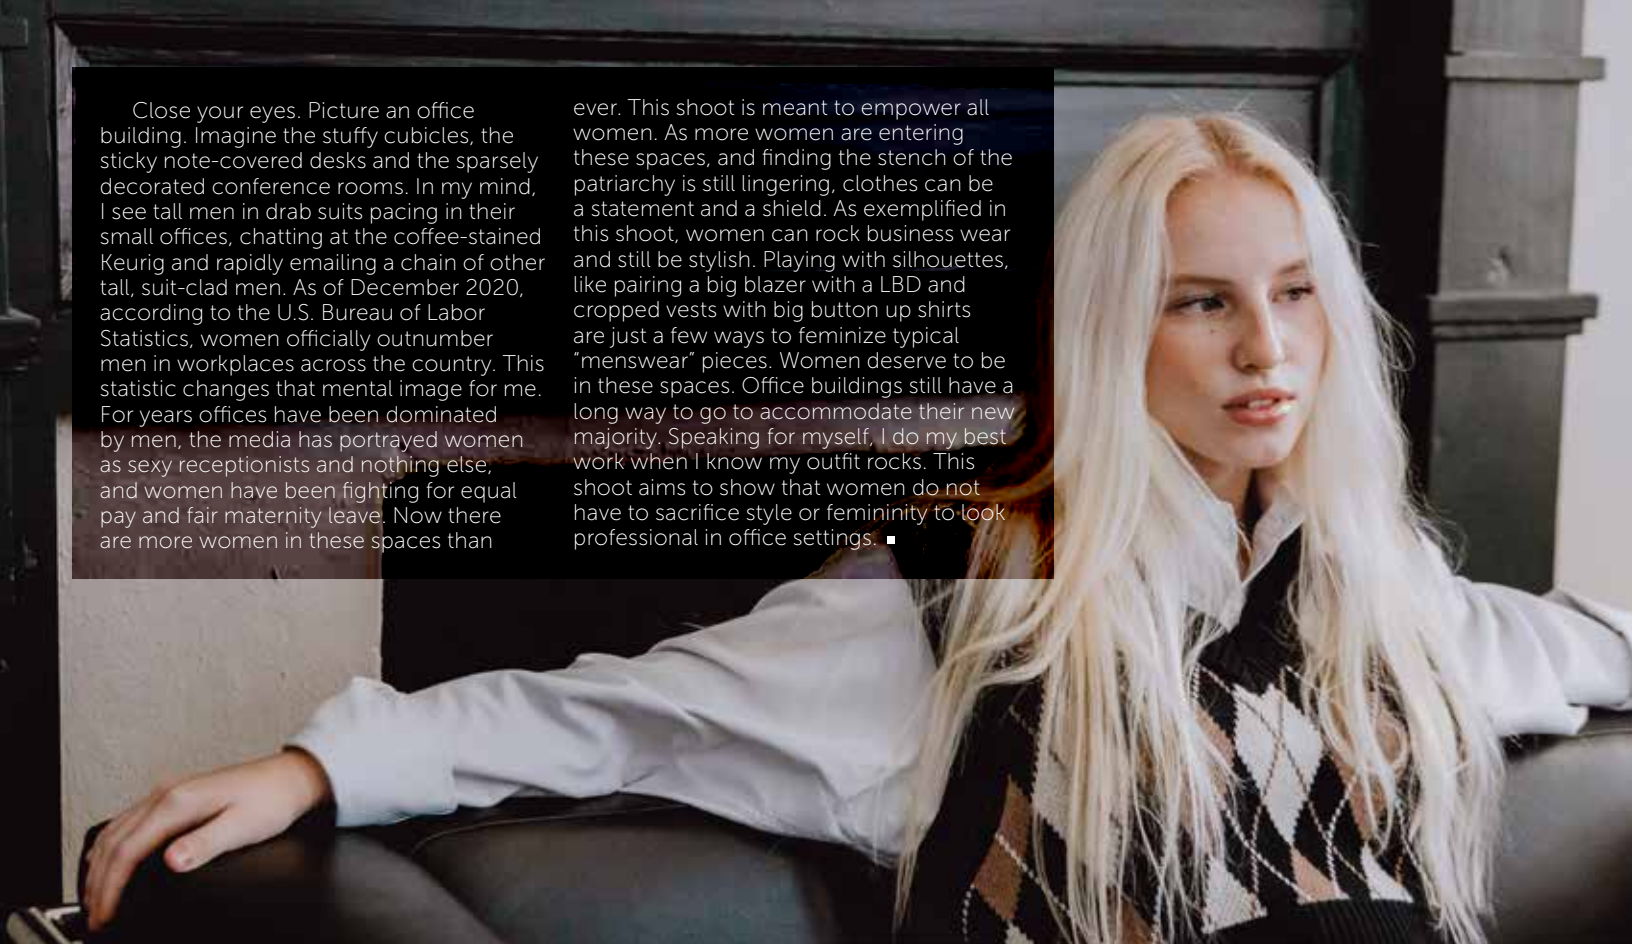 Close your eyes. Picture an office
building. Imagine the stuffy cubicles, the
sticky note-covered desks and the sparsely
decorated conference rooms. In my mind,
I see tall men in drab suits pacing in their
small offices, chatting at the coffee-stained
Keurig and rapidly emailing a chain of other
tall, suit-clad men. As of December 2020,
according to the U.S. Bureau of Labor
Statistics, women officially outnumber
men in workplaces across the country. This
statistic changes that mental image for me.
For years offices have been dominated
by men, the media has portrayed women
as sexy receptionists and nothing else,
and women have been fighting for equal
pay and fair maternity leave. Now there
are more women in these spaces than
ever. This shoot is meant to empower all
women. As more women are entering
these spaces, and finding the stench of the
patriarchy is still lingering, clothes can be
a statement and a shield. As exemplified in
this shoot, women can rock business wear
and still be stylish. Playing with silhouettes,
like pairing a big blazer with a LBD and
cropped vests with big button up shirts
are just a few ways to feminize typical
"menswear" pieces. Women deserve to be
in these spaces. Office buildings still have a
long way to go to accommodate their new
majority. Speaking for myself, I do my best
work when I know my outfit rocks. This
shoot aims to show that women do not
have to sacrifice style or femininity to look
professional in office settings. ■